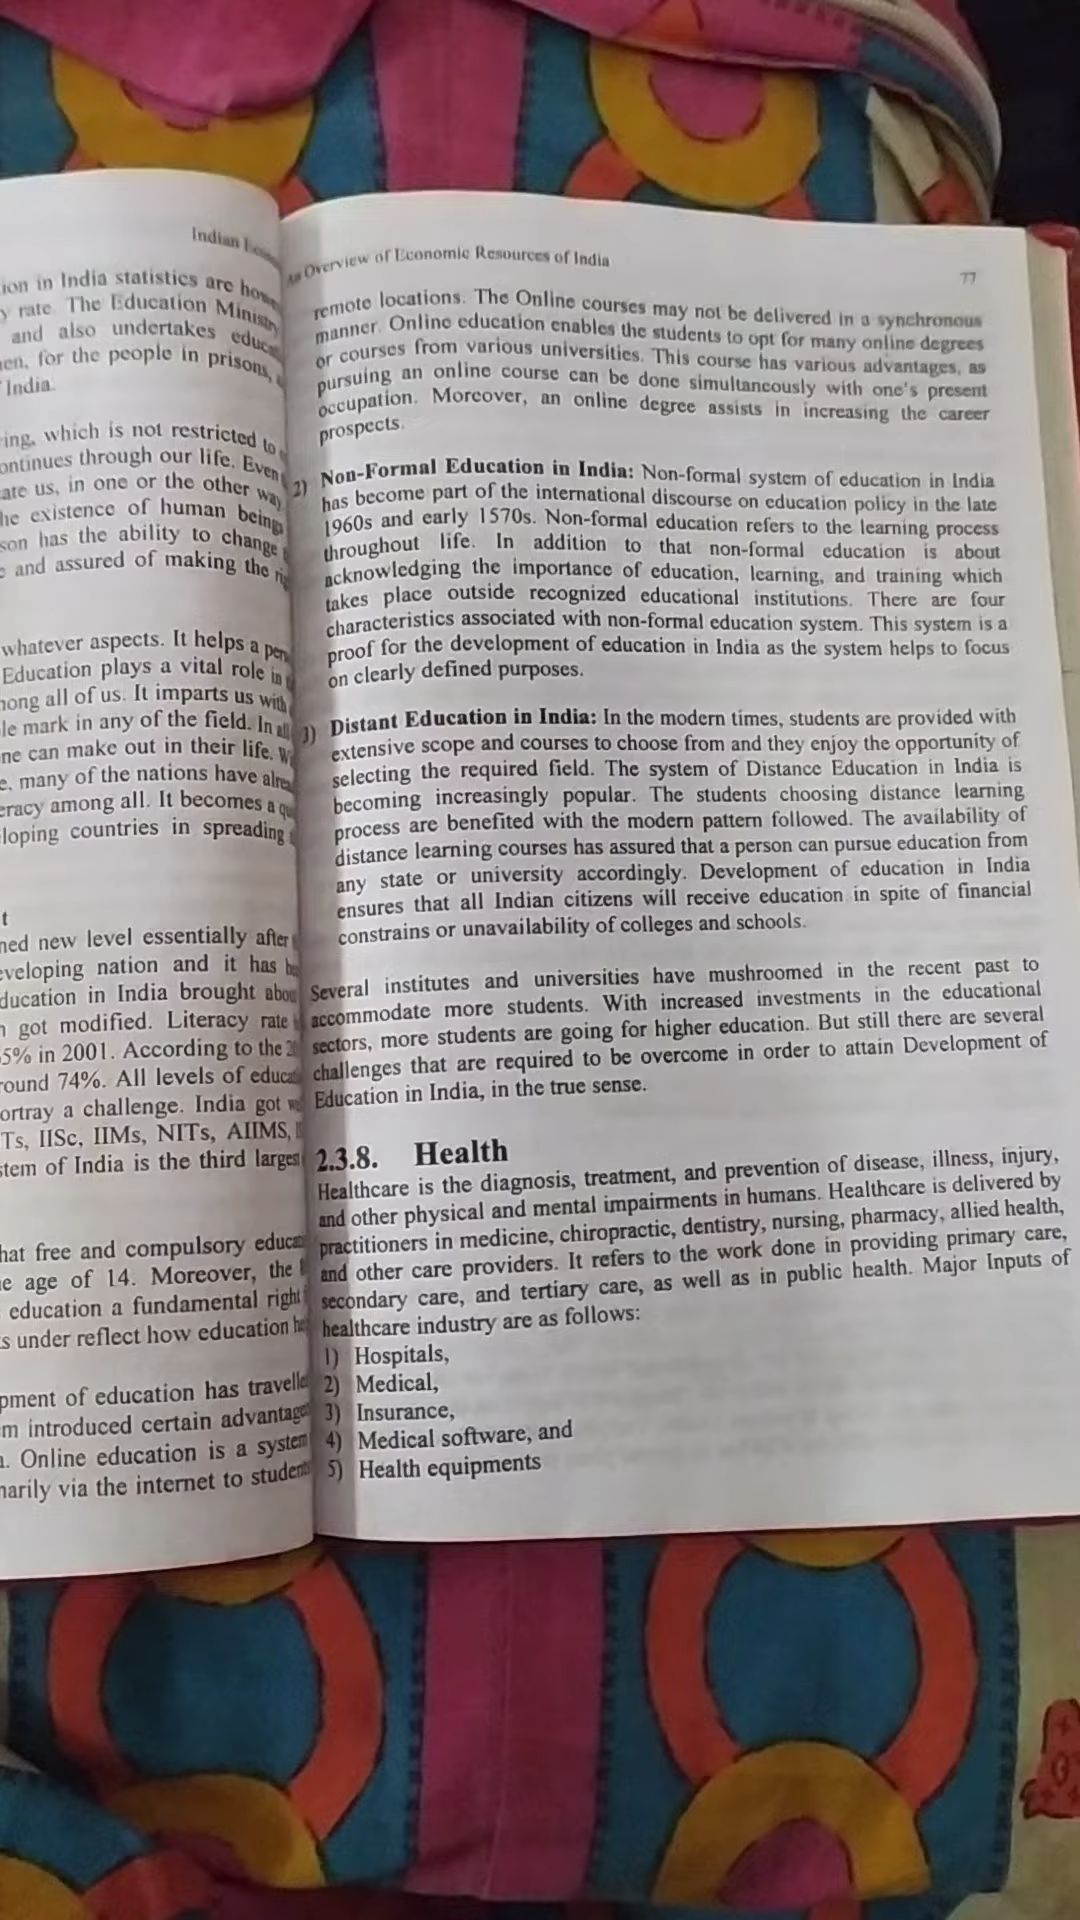 Indian
ion in India statistics are
y rate. The Education Ministry
and also undertakes
en, for the people in prisons,
India.
ing, which is not restricted to
ontinues through our life. Even
ate us, in one or the other way.
he existence of human beings
son has the ability to change
and assured of making the
whatever aspects. It helps a
Education plays a vital role in
ong all of us. It imparts us with
le mark in any of the field. In all
ne can make out in their life.
e, many of the nations have
eracy among all. It becomes a
loping countries in spreading
t
ned new level essentially after
eveloping nation and it has
ducation in India brought
n got modified. Literacy rate
5% in 2001. According to the
round 74%. All levels of
ortray a challenge. India got
Ts, IISc, IIMs, NITs, AIIMS,
stem of India is the third
hat free and compulsory
e age of 14. Moreover, the
education a fundamental right
s under reflect how education
pment of education has
m introduced certain
. Online education is a system
marily via the internet to
An Overview of Economic Resources of India 77
remote locations. The Online courses may not be delivered in a synchronous
manner. Online education enables the students to opt for many online degrees
or courses from various universities. This course has various advantages, as
pursuing an online course can be done simultaneously with one's present
occupation. Moreover, an online degree assists in increasing the career
prospects.
2) Non-Formal Education in India: Non-formal system of education in India
has become part of the international discourse on education policy in the late
1960s and early 1570s. Non-formal education refers to the learning process
throughout life. In addition to that non-formal education is about
acknowledging the importance of education, learning, and training which
takes place outside recognized educational institutions. There are four
characteristics associated with non-formal education system. This system is a
proof for the development of education in India as the system helps to focus
on clearly defined purposes.
3) Distant Education in India: In the modern times, students are provided with
extensive scope and courses to choose from and they enjoy the opportunity of
selecting the required field. The system of Distance Education in India is
becoming increasingly popular. The students choosing distance learning
process are benefited with the modern pattern followed. The availability of
distance learning courses has assured that a person can pursue education from
any state or university accordingly. Development of education in India
ensures that all Indian citizens will receive education in spite of financial
constrains or unavailability of colleges and schools.
Several institutes and universities have mushroomed in the recent past to
accommodate more students. With increased investments in the educational
sectors, more students are going for higher education. But still there are several
challenges that are required to be overcome in order to attain Development of
Education in India, in the true sense.
2.3.8. Health
Healthcare is the diagnosis, treatment, and prevention of disease, illness, injury,
and other physical and mental impairments in humans. Healthcare is delivered by
practitioners in medicine, chiropractic, dentistry, nursing, pharmacy, allied health,
and other care providers. It refers to the work done in providing primary care,
secondary care, and tertiary care, as well as in public health. Major Inputs of
healthcare industry are as follows:
1) Hospitals,
2) Medical,
3) Insurance,
4) Medical software, and
5) Health equipments